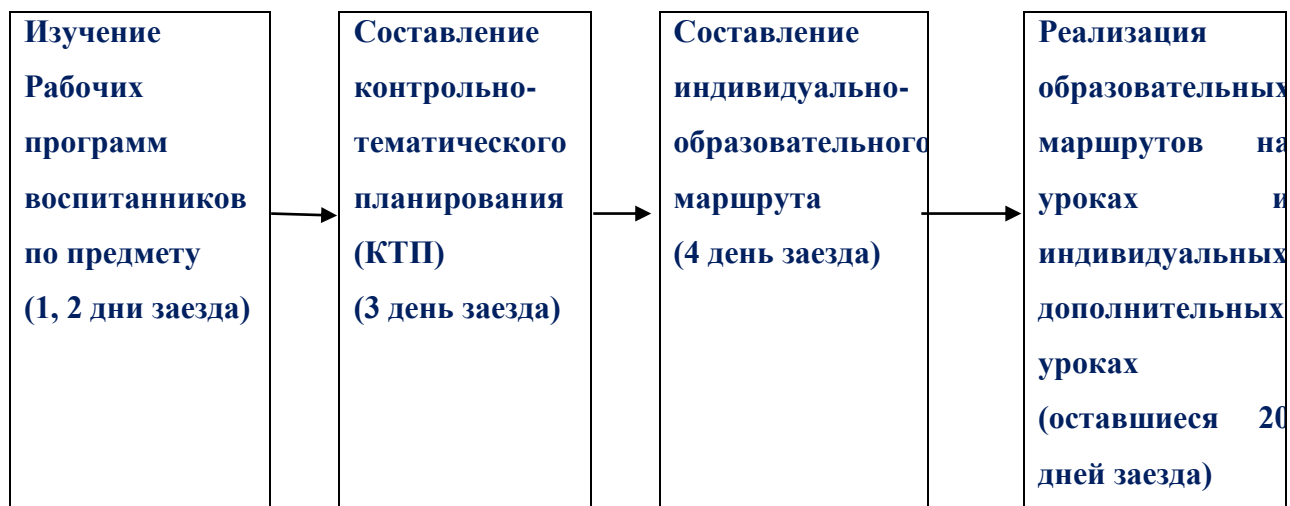 Изучение
Рабочих
программ
воспитанников
по предмету
(1, 2 дни заезда)
Составление
контрольно-
тематического
планирования
(КТП)
(3 день заезда)
Составление
индивидуально-
образовательного
маршрута
(4 день заезда)
Реализация
образовательных
маршрутов на
уроках и
индивидуальных
дополнительных
уроках
(оставшиеся 20
дней заезда)